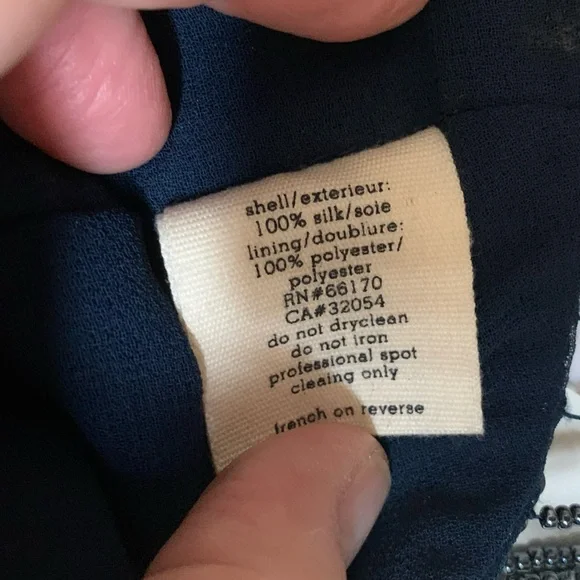 shell/exterieur:
100% silk/soie
lining/doublure:
100% polyester/
polyester
RN#66170
CA#32054
do not dryclean
do not iron
professional spot
cleaing only
french on reverse